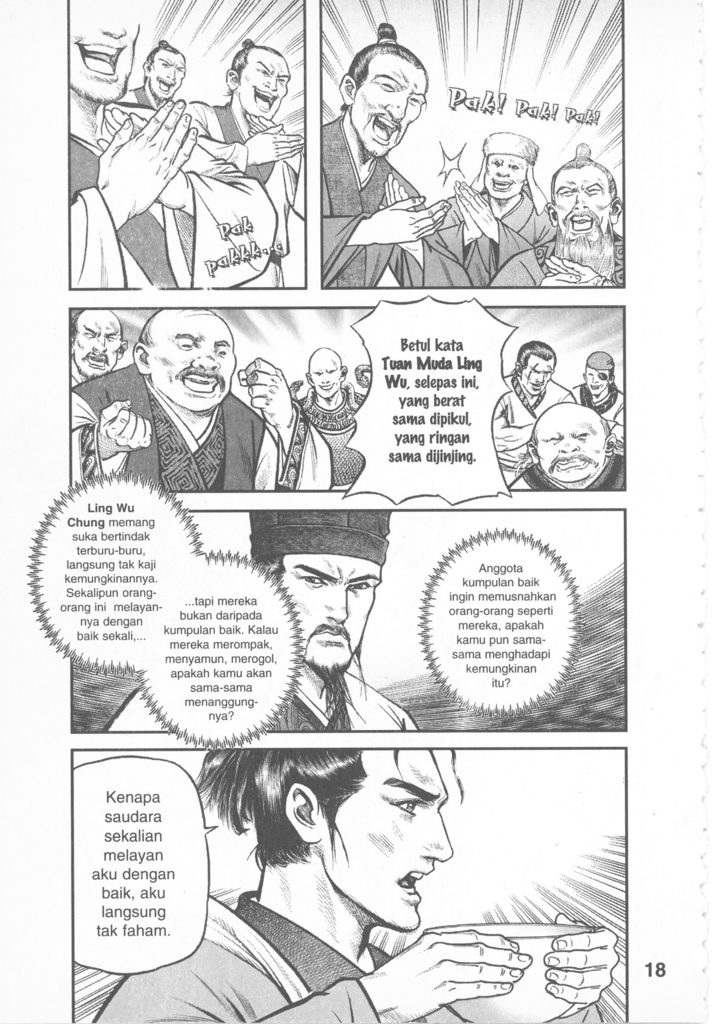 Pak
pakkk...
Pak! Pak! Pak!
Betul kata
Tuan Muda Ling
Wu, selepas ini,
yang berat
sama dipikul,
yang ringan
sama dijinjing.
Ling Wu
Chung memang
suka bertindak
terburu-buru,
langsung tak kaji
kemungkinannya.
Sekalipun orang-
orang ini melayan-
nya dengan
baik sekali,...
...tapi mereka
bukan daripada
kumpulan baik. Kalau
mereka merompak,
menyamun, merogol,
apakah kamu akan
sama-sama
menanggung-
nya?
Anggota
kumpulan baik
ingin memusnahkan
orang-orang seperti
mereka, apakah
kamu pun sama-
sama menghadapi
kemungkinan
itu?
Kenapa
saudara
sekalian
melayan
aku dengan
baik, aku
langsung
tak faham.
18